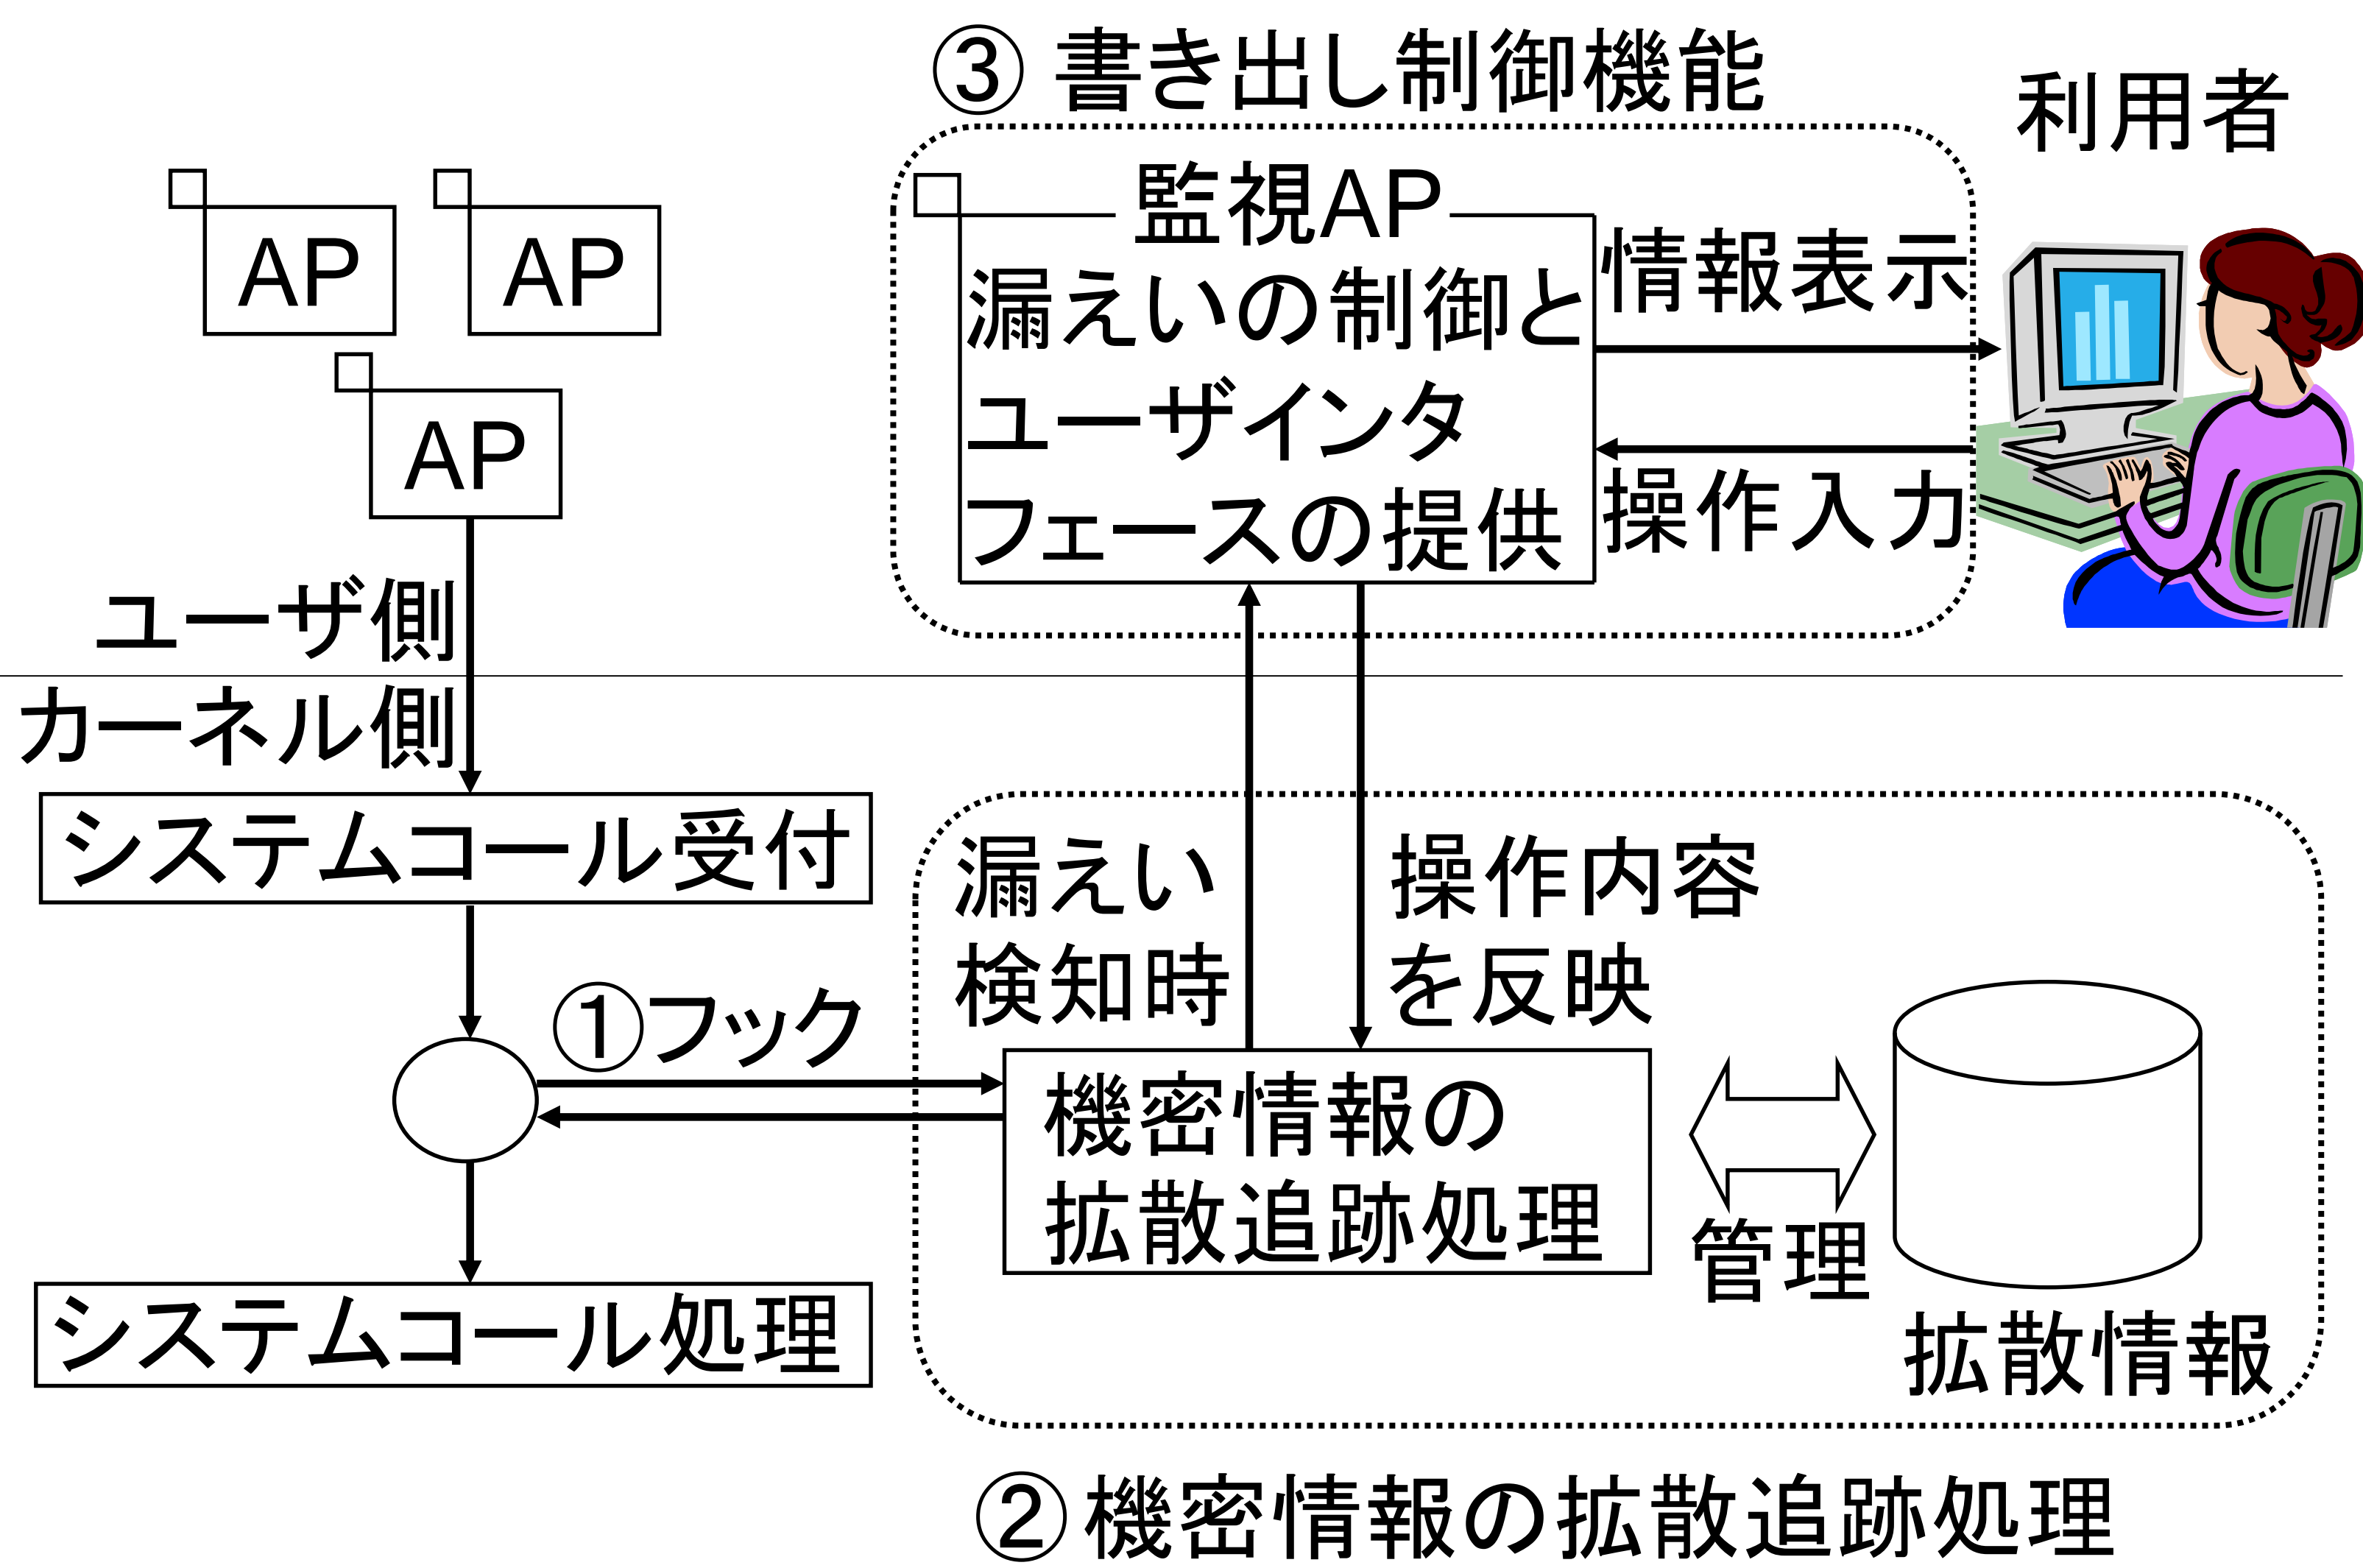 ③ 書き出し制御機能
利用者
AP
AP
AP
監視AP
漏えいの制御と
ユーザインタ
フェースの提供
情報表示
操作入力
ユーザ側
カーネル側
システムコール受付
①フック
システムコール処理
漏えい
検知時
操作内容
を反映
機密情報の
拡散追跡処理
管理
拡散情報
② 機密情報の拡散追跡処理